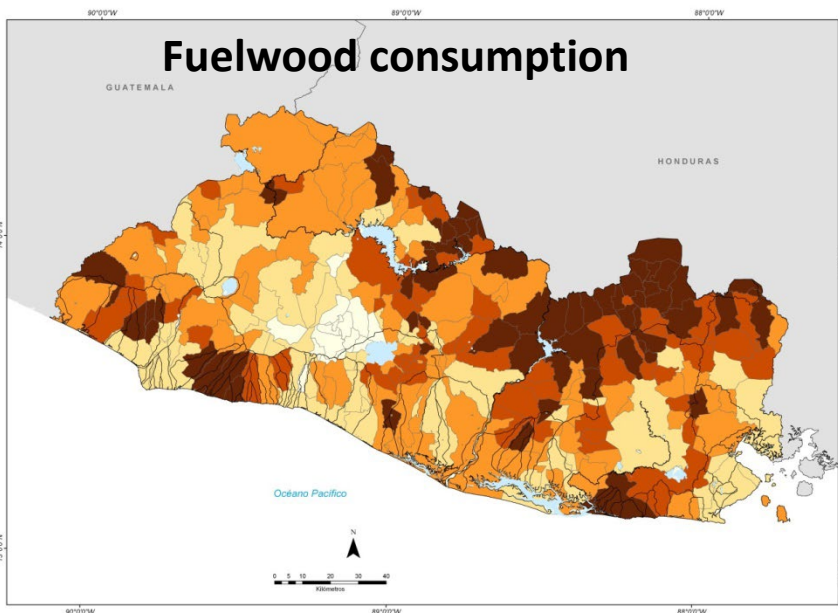 90°0'0"W 89°0'0"W 88°0'0"W
Fuelwood consumption
GUATEMALA
HONDURAS
Océano Pacífico
N
0 5 10 20 30 40
Kilómetros
90°0'0"W 89°0'0"W 88°0'0"W